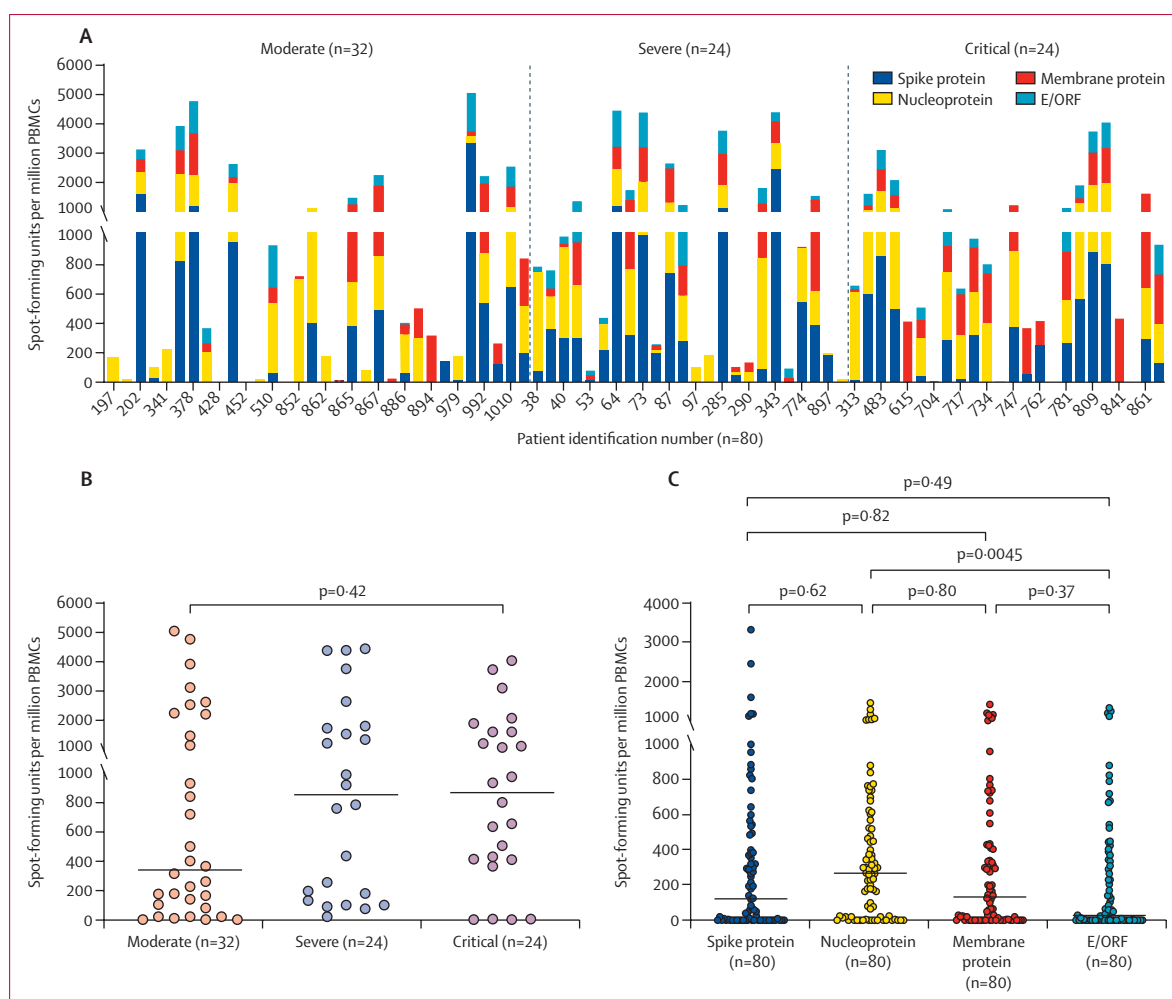 A
Moderate (n=32)
Severe (n=24)
Critical (n=24)
Spike protein
Nucleoprotein
Membrane protein
E/ORF
Spot-forming units per million PBMCs
6000
5000
4000
3000
2000
1000
1000
800
600
400
200
0
197
202
341
378
428
452
510
852
862
865
867
886
894
979
992
1010
38
40
53
64
73
87
97
285
290
343
774
897
313
483
615
704
717
734
747
762
781
809
841
861
Patient identification number (n=80)
B
p=0·42
Spot-forming units per million PBMCs
6000
5000
4000
3000
2000
1000
1000
800
600
400
200
0
Moderate (n=32)
Severe (n=24)
Critical (n=24)
C
p=0·49
p=0·82
p=0·0045
p=0·62
p=0·80
p=0·37
Spot-forming units per million PBMCs
4000
3000
2000
1000
1000
800
600
400
200
0
Spike protein
(n=80)
Nucleoprotein
(n=80)
Membrane
protein
(n=80)
E/ORF
(n=80)